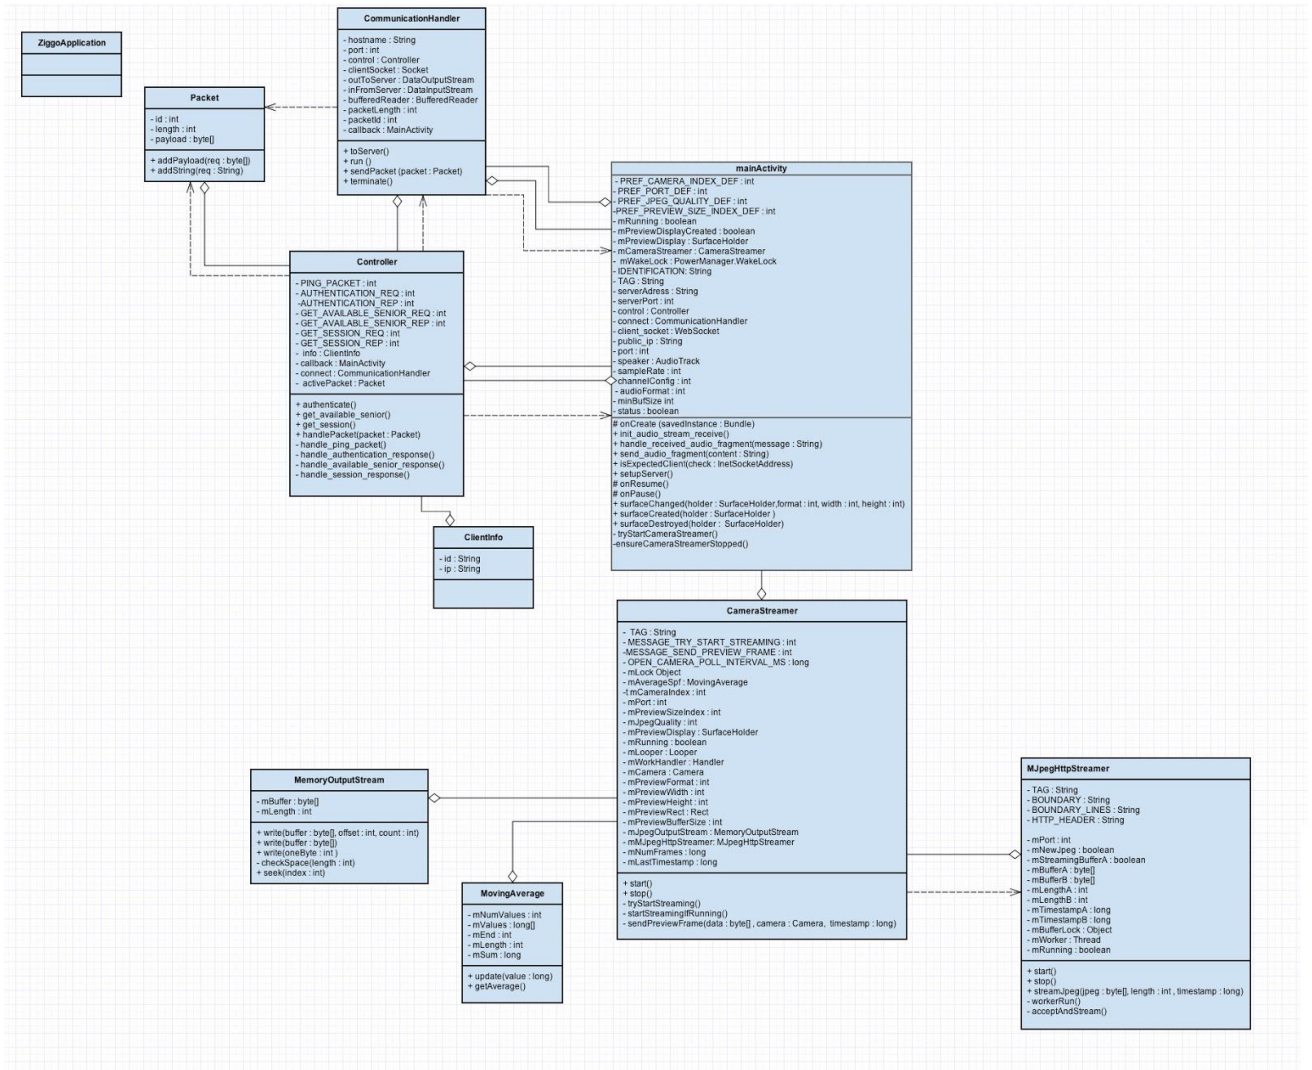 ZiggoApplication
CommunicationHandler
- hostname : String
- port : int
- control : Controller
- clientSocket : Socket
- outToServer : DataOutputStream
- inFromServer : DataInputStream
- bufferedReader : BufferedReader
- packetLength : int
- packetId : int
- callback : MainActivity
+ toServer()
+ run ()
+ sendPacket (packet : Packet)
+ terminate()
Packet
- id : int
- length : int
- payload : byte[]
+ addPayload(req : byte[])
+ addString(req : String)
mainActivity
- PREF_CAMERA_INDEX_DEF : int
- PREF_PORT_DEF : int
- PREF_JPEG_QUALITY_DEF : int
-PREF_PREVIEW_SIZE_INDEX_DEF : int
- mRunning : boolean
- mPreviewDisplayCreated : boolean
- mPreviewDisplay : SurfaceHolder
- mCameraStreamer : CameraStreamer
- mWakeLock : PowerManager.WakeLock
- IDENTIFICATION: String
- TAG : String
- serverAdress : String
- serverPort : int
- control : Controller
- connect : CommunicationHandler
- client_socket : WebSocket
- public_ip : String
- port : int
- speaker : AudioTrack
- sampleRate : int
channelConfig : int
- audioFormat : int
- minBufSize int
- status : boolean
# onCreate (savedInstance : Bundle)
+ init_audio_stream_receive()
+ handle_received_audio_fragment(message : String)
+ send_audio_fragment(content : String)
+ isExpectedClient(check : InetSocketAddress)
+ setupServer()
# onResume()
# onPause()
+ surfaceChanged(holder : SurfaceHolder,format : int, width : int, height : int)
+ surfaceCreated(holder : SurfaceHolder )
+ surfaceDestroyed(holder : SurfaceHolder)
- tryStartCameraStreamer()
-ensureCameraStreamerStopped()
Controller
- PING_PACKET : int
- AUTHENTICATION_REQ : int
-AUTHENTICATION_REP : int
- GET_AVAILABLE_SENIOR_REQ : int
- GET_AVAILABLE_SENIOR_REP : int
- GET_SESSION_REQ : int
- GET_SESSION_REP : int
- info : ClientInfo
- callback : MainActivity
- connect : CommunicationHandler
- activePacket : Packet
+ authenticate()
+ get_available_senior()
+ get_session()
+ handlePacket(packet : Packet)
- handle_ping_packet()
- handle_authentication_response()
- handle_available_senior_response()
- handle_session_response()
ClientInfo
- id : String
- ip : String
CameraStreamer
- TAG : String
- MESSAGE_TRY_START_STREAMING : int
-MESSAGE_SEND_PREVIEW_FRAME : int
- OPEN_CAMERA_POLL_INTERVAL_MS : long
- mLock Object
- mAverageSpf : MovingAverage
-t mCameraIndex : int
- mPort : int
- mPreviewSizeIndex : int
- mJpegQuality : int
- mPreviewDisplay : SurfaceHolder
- mRunning : boolean
- mLooper : Looper
- mWorkHandler : Handler
- mCamera : Camera
- mPreviewFormat : int
- mPreviewWidth : int
- mPreviewHeight : int
- mPreviewRect : Rect
- mPreviewBufferSize : int
- mJpegOutputStream : MemoryOutputStream
- mMJpegHttpStreamer: MJpegHttpStreamer
- mNumFrames : long
- mLastTimestamp : long
+ start()
+ stop()
- tryStartStreaming()
- startStreamingIfRunning()
- sendPreviewFrame(data : byte[] , camera : Camera, timestamp : long)
MemoryOutputStream
- mBuffer : byte[]
- mLength : int
+ write(buffer : byte[], offset : int, count : int)
+ write(buffer : byte[])
+ write(oneByte : int )
- checkSpace(length : int)
+ seek(index : int)
MovingAverage
- mNumValues : int
- mValues : long[]
- mEnd : int
- mLength : int
- mSum : long
+ update(value : long)
+ getAverage()
MJpegHttpStreamer
- TAG : String
- BOUNDARY : String
- BOUNDARY_LINES : String
- HTTP_HEADER : String
- mPort : int
- mNewJpeg : boolean
- mStreamingBufferA : boolean
- mBufferA : byte[]
- mBufferB : byte[]
- mLengthA : int
- mLengthB : int
- mTimestampA : long
- mTimestampB : long
- mBufferLock : Object
- mWorker : Thread
- mRunning : boolean
+ start()
+ stop()
+ streamJpeg(jpeg : byte[], length : int , timestamp : long)
- workerRun()
- acceptAndStream()